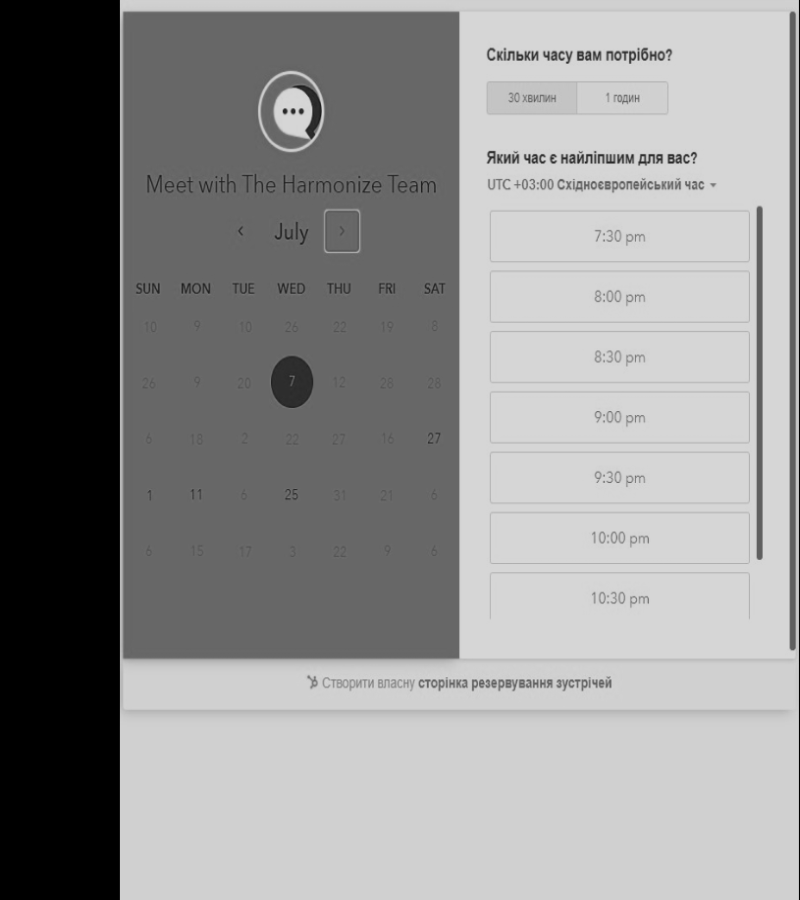 Meet with The Harmonize Team
July
SUN MON TUE WED THU FRI SAT
10 9 10 26 22 19 8
26 9 20 7 12 28 28
6 18 2 22 27 16 27
1 11 6 25 31 21 6
6 15 17 3 22 9 6
Скільки часу вам потрібно?
30 хвилин 1 годин
Який час є найліпшим для вас?
UTC +03:00 Східноєвропейський час
7:30 pm
8:00 pm
8:30 pm
9:00 pm
9:30 pm
10:00 pm
10:30 pm
Створити власну сторінка резервування зустрічей